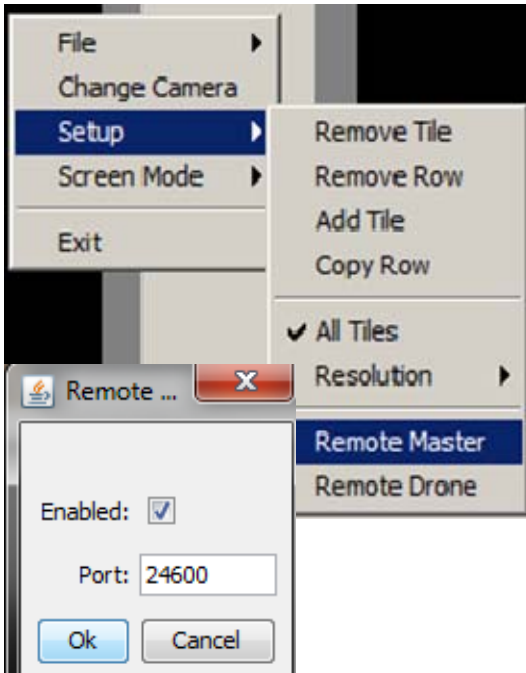 File
Change Camera
Setup
Screen Mode
Exit
Remove Tile
Remove Row
Add Tile
Copy Row
All Tiles
Resolution
Remote Master
Remote Drone
Remote ...
Enabled:
Port: 24600
Ok Cancel